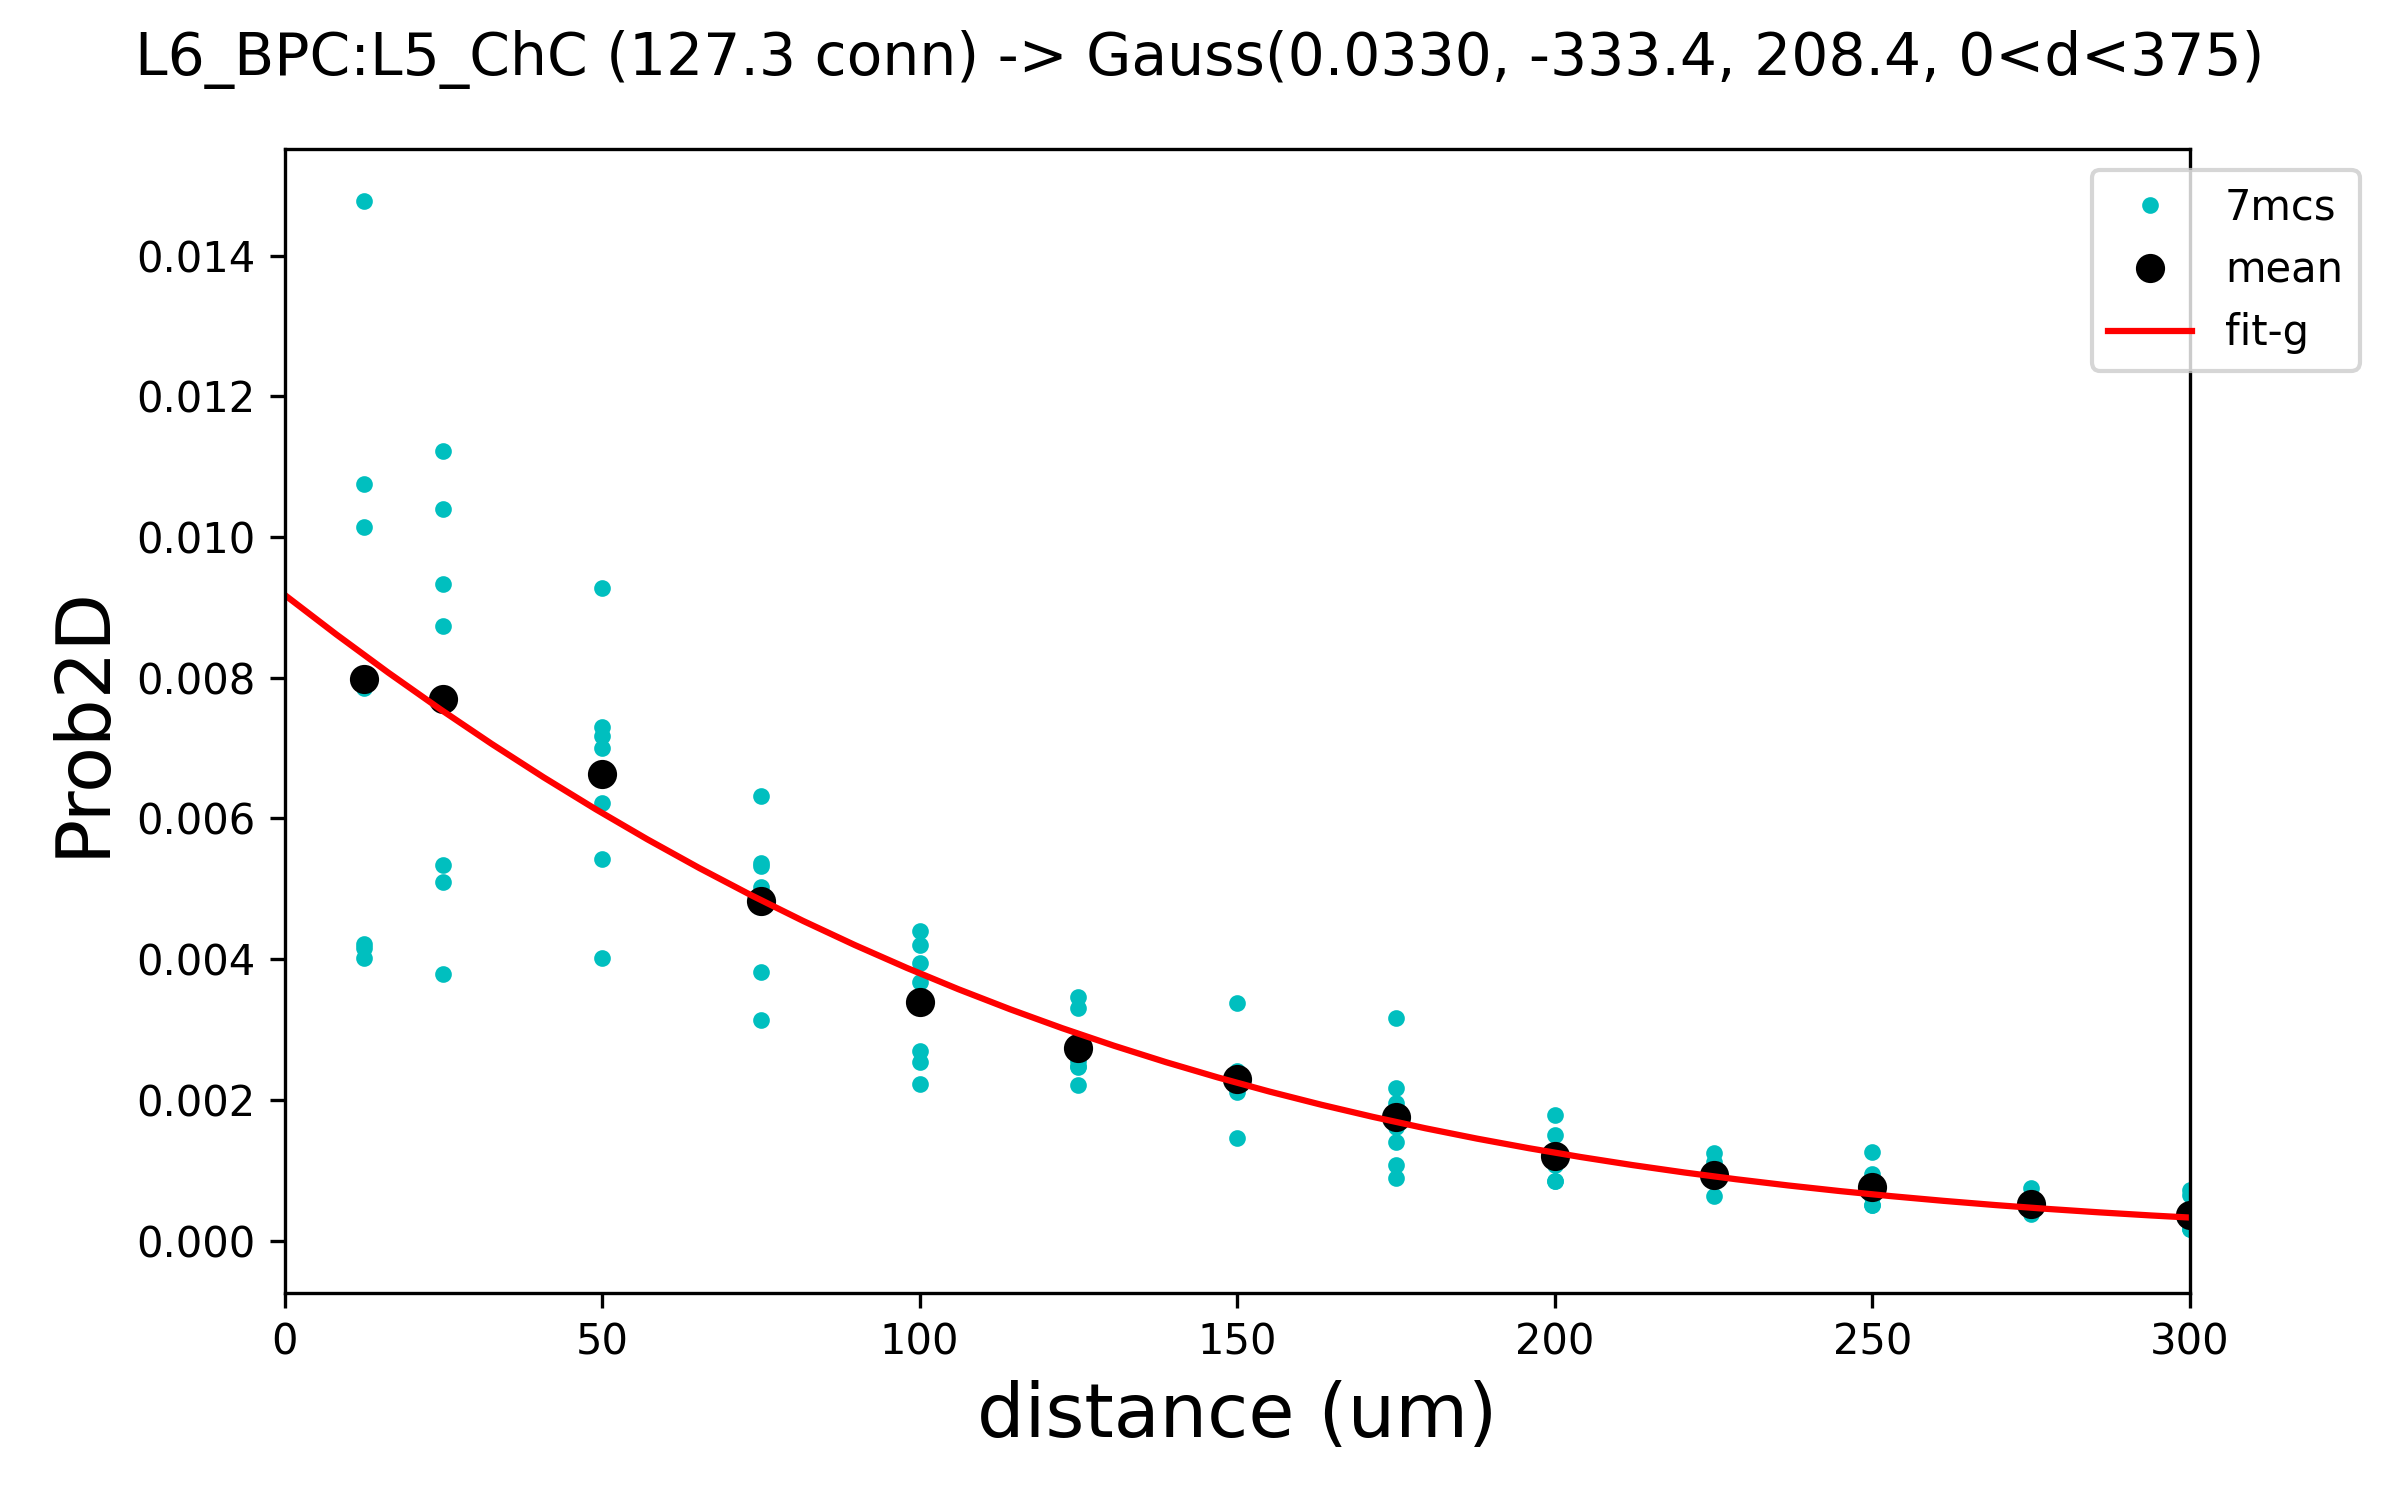 L6_BPC:L5_ChC (127.3 conn) -> Gauss(0.0330, -333.4, 208.4, 0<d<375)
7mcs
mean
fit-g
Prob2D
0.014
0.012
0.010
0.008
0.006
0.004
0.002
0.000
0 50 100 150 200 250 300
distance (um)